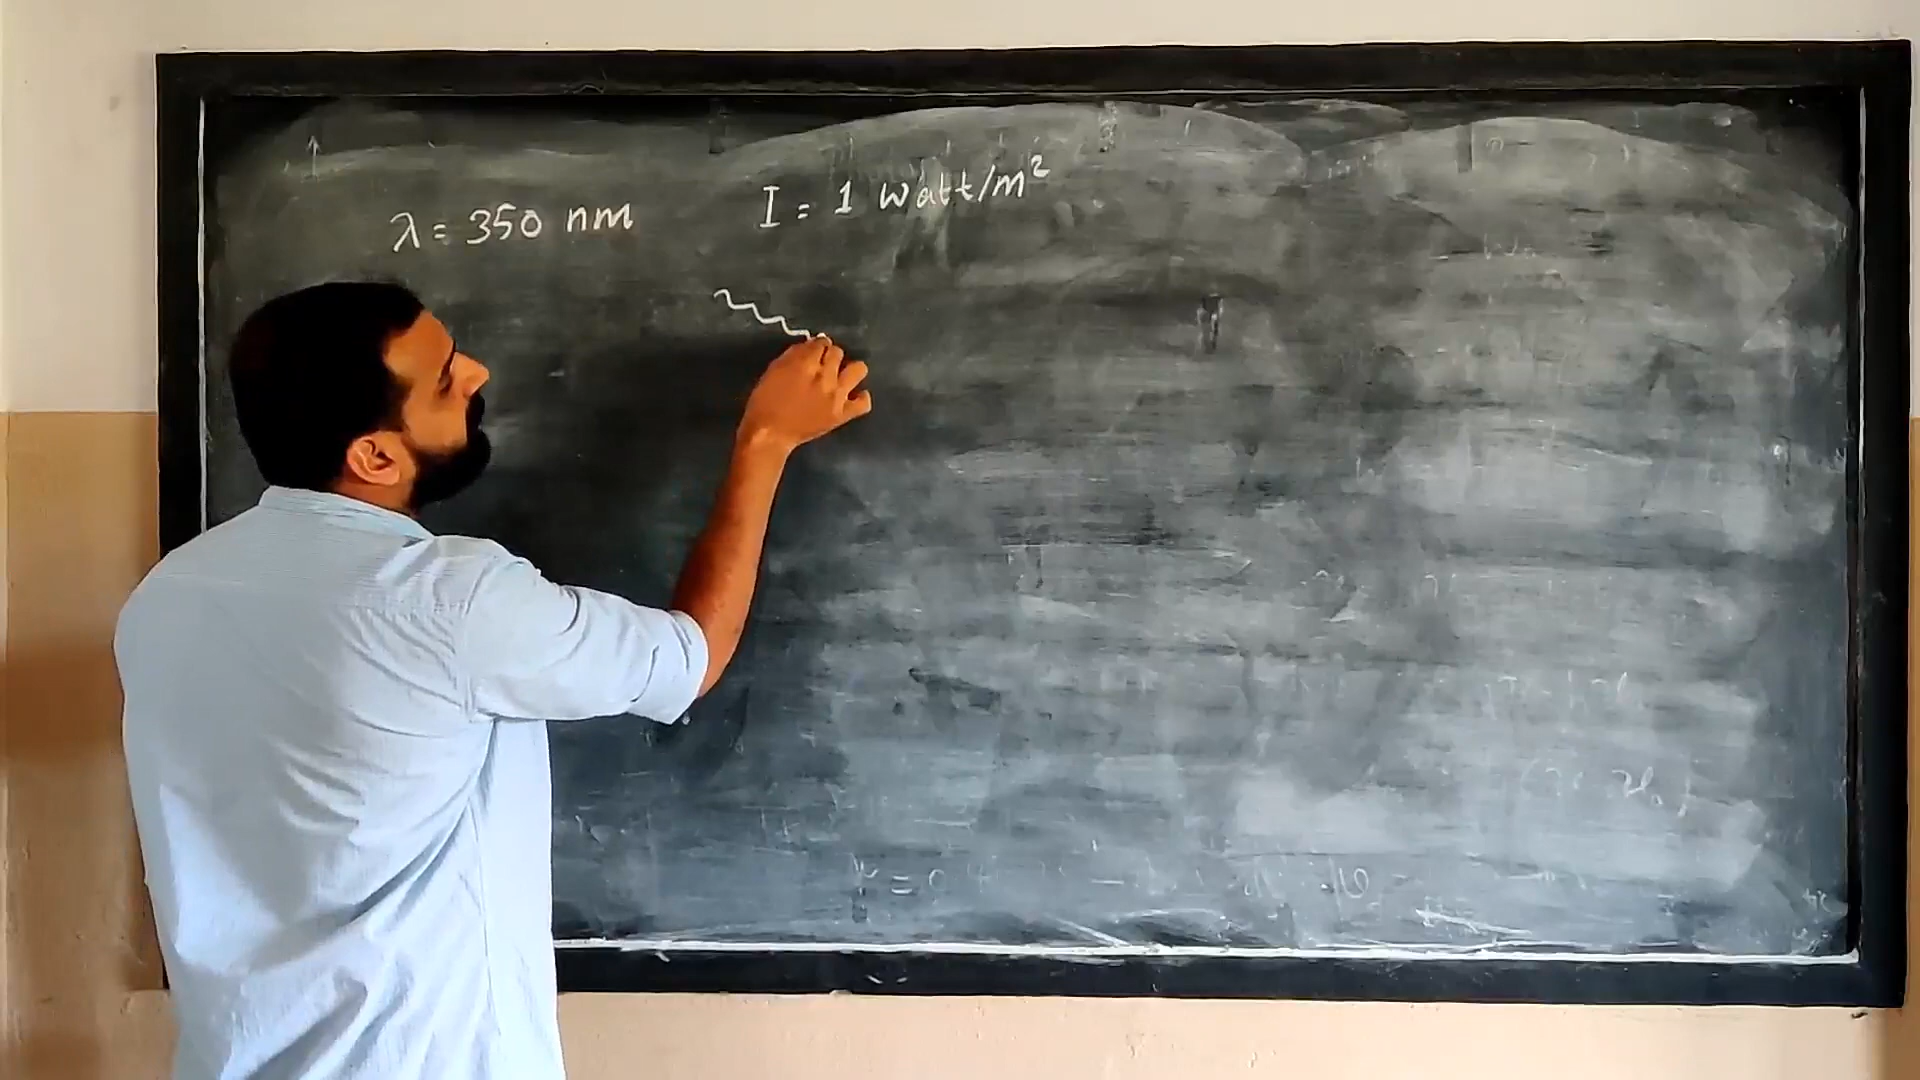 λ = 350 nm
I = 1 watt/m²